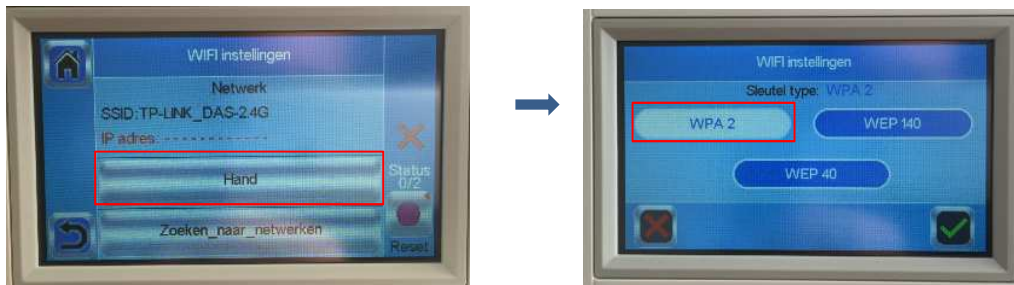 WIFI instellingen
Netwerk
SSID:TP-LINK_DAS-2.4G
IP adres: - - - - - - - - - - - -
Hand
Status
0/2
Zoeken_naar_netwerken
Reset
WIFI instellingen
Sleutel type: WPA 2
WPA 2
WEP 140
WEP 40